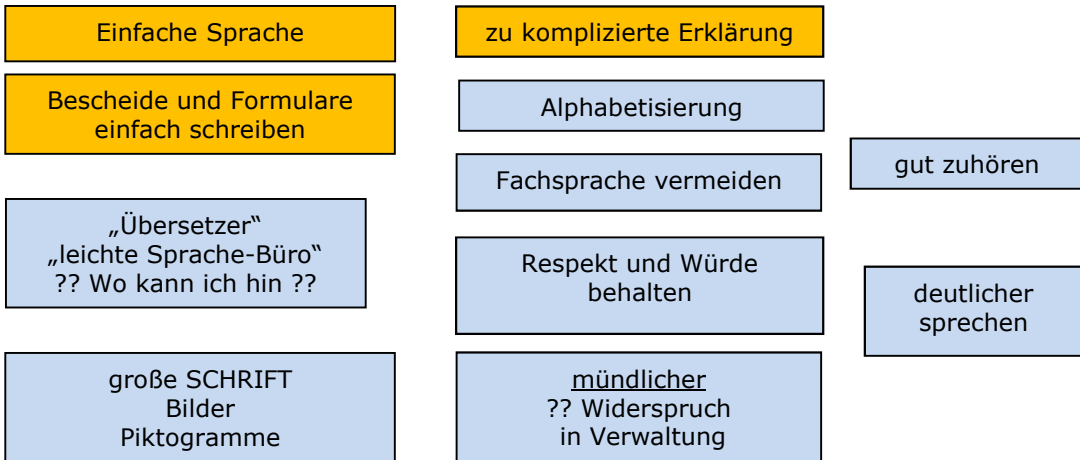 Einfache Sprache
Bescheide und Formulare
einfach schreiben
„Übersetzer“
„leichte Sprache-Büro“
?? Wo kann ich hin ??
große SCHRIFT
Bilder
Piktogramme
zu komplizierte Erklärung
Alphabetisierung
Fachsprache vermeiden
Respekt und Würde
behalten
mündlicher
?? Widerspruch
in Verwaltung
gut zuhören
deutlicher
sprechen